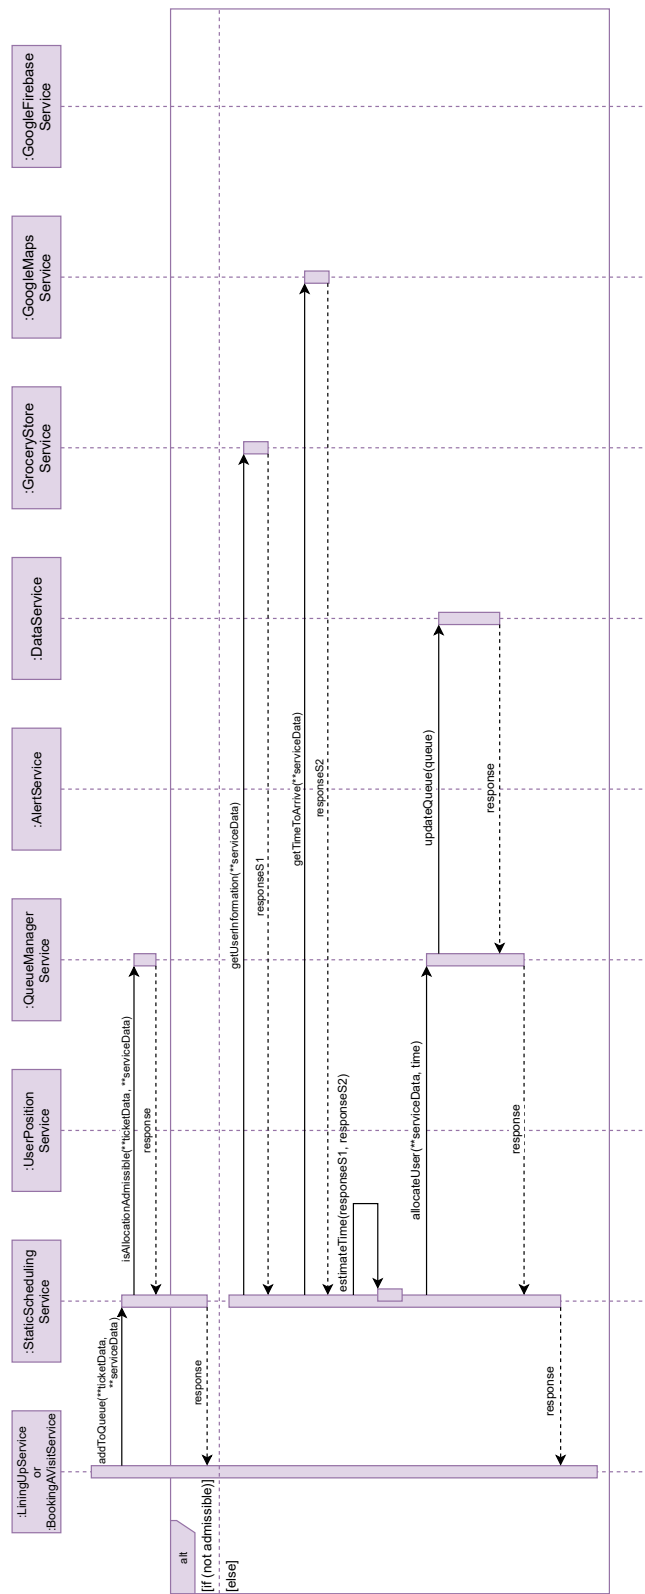 :LiningUpService
or
:BookingAVisitService
:StaticScheduling
Service
:UserPosition
Service
:QueueManager
Service
:AlertService
:DataService
:GroceryStore
Service
:GoogleMaps
Service
:GoogleFirebase
Service
addToQueue(**ticketData,
**serviceData)
isAllocationAdmissible(**ticketData, **serviceData)
response
alt
[if (not admissible)]
response
[else]
getUserInformation(**serviceData)
responseS1
getTimeToArrive(**serviceData)
responseS2
estimateTime(responseS1, responseS2)
allocateUser(**serviceData, time)
updateQueue(queue)
response
response
response